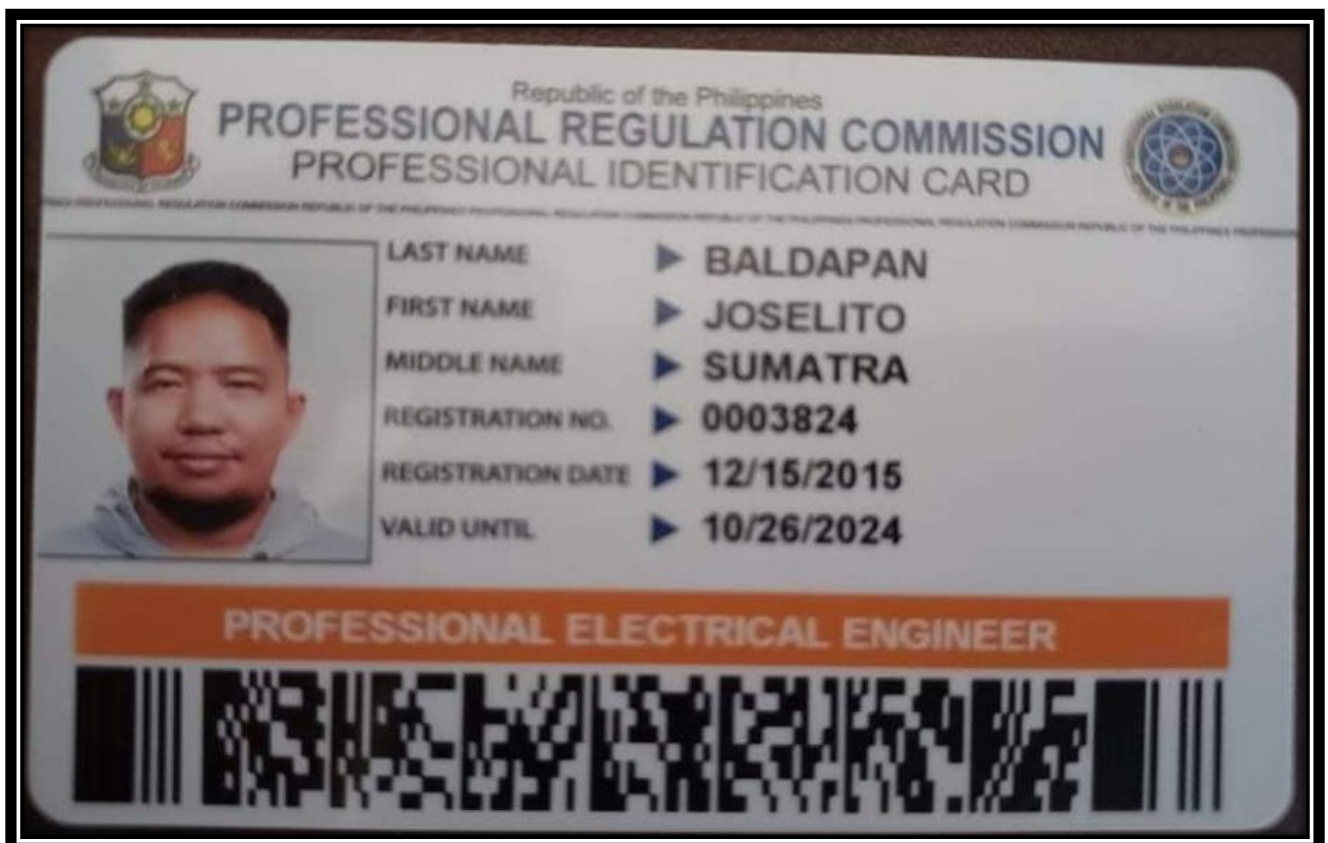 Republic of the Philippines
PROFESSIONAL REGULATION COMMISSION
PROFESSIONAL IDENTIFICATION CARD
LAST NAME BALDAPAN
FIRST NAME JOSELITO
MIDDLE NAME SUMATRA
REGISTRATION NO. 0003824
REGISTRATION DATE 12/15/2015
VALID UNTIL 10/26/2024
PROFESSIONAL ELECTRICAL ENGINEER